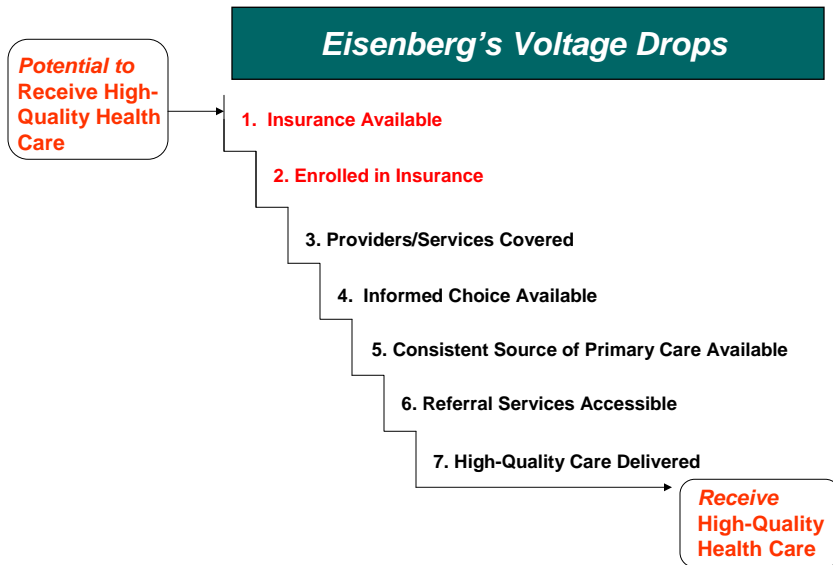 Eisenberg's Voltage Drops
Potential to
Receive High-
Quality Health
Care
1. Insurance Available
2. Enrolled in Insurance
3. Providers/Services Covered
4. Informed Choice Available
5. Consistent Source of Primary Care Available
6. Referral Services Accessible
7. High-Quality Care Delivered
Receive
High-Quality
Health Care